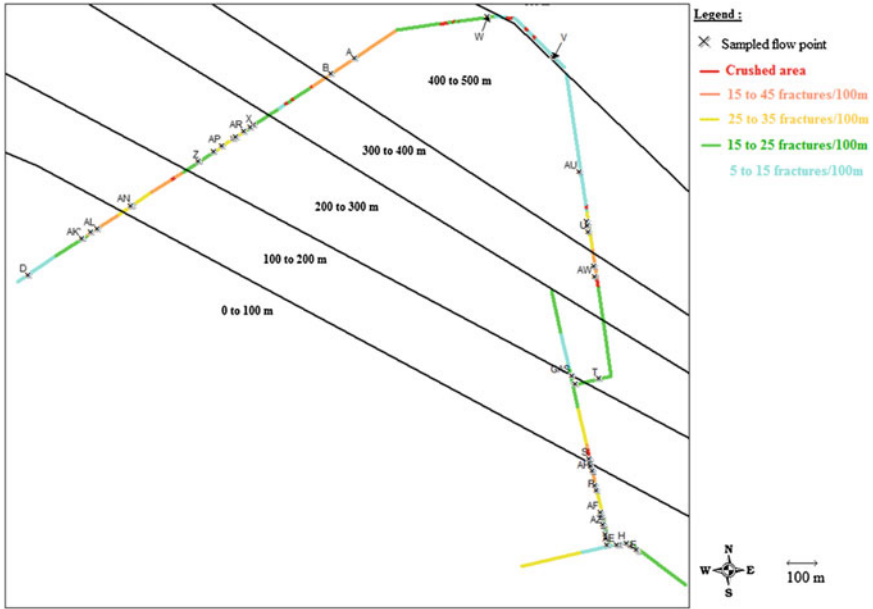 Legend :
Sampled flow point
Crushed area
15 to 45 fractures/100m
25 to 35 fractures/100m
15 to 25 fractures/100m
5 to 15 fractures/100m
W
V
A
B
400 to 500 m
X
AR
AP
Z
300 to 400 m
AU
AN
200 to 300 m
U
AL
AK'
100 to 200 m
D
AW
0 to 100 m
GAS
T
S
AH
R
AF
AZ
E
H
E
N
W
E
S
100 m